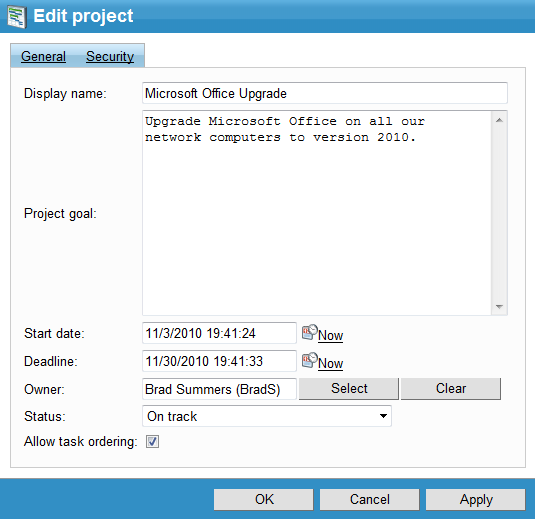 Edit project
General Security
Display name: Microsoft Office Upgrade
Upgrade Microsoft Office on all our
network computers to version 2010.
Project goal:
Start date: 11/3/2010 19:41:24 Now
Deadline: 11/30/2010 19:41:33 Now
Owner: Brad Summers (BradS) Select Clear
Status: On track
Allow task ordering:
OK Cancel Apply